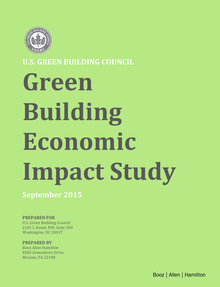 U.S. GREEN BUILDING COUNCIL
Green
Building
Economic
Impact Study
September 2015
PREPARED FOR
U.S. Green Building Council
2101 L Street, NW, Suite 500
Washington, DC 20037
PREPARED BY
Booz Allen Hamilton
8283 Greensboro Drive
McLean, VA 22108
Booz | Allen | Hamilton